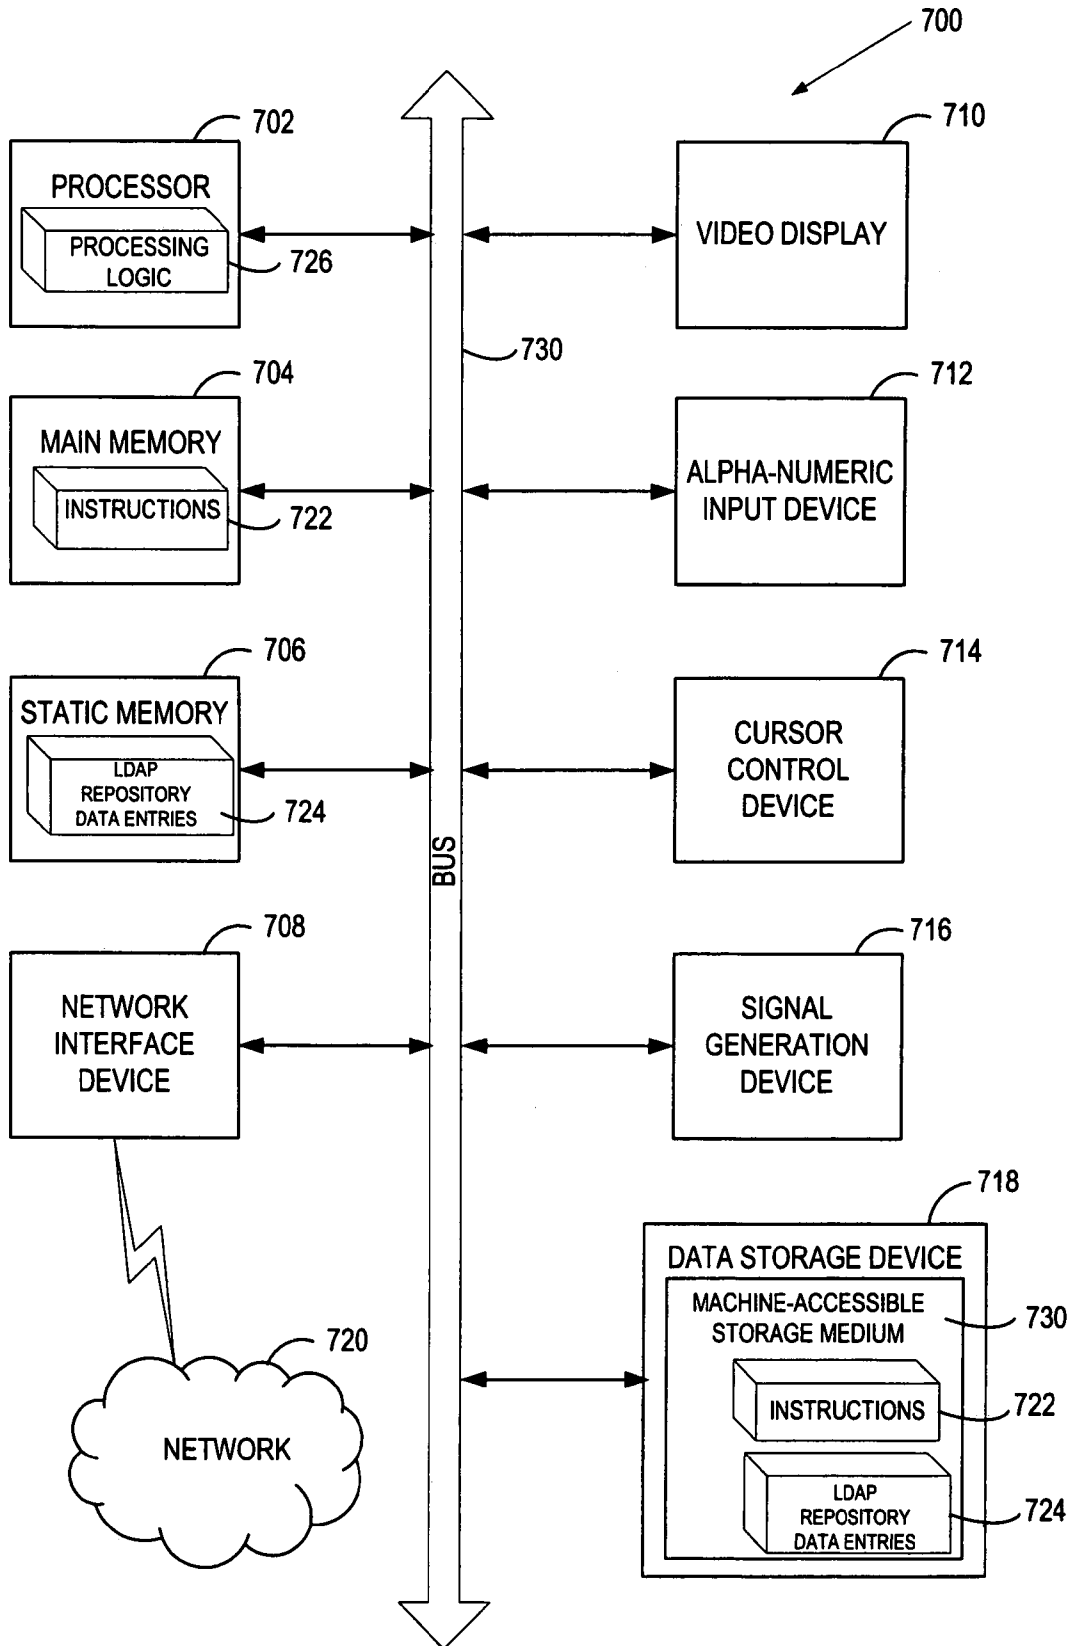 700
702
PROCESSOR
PROCESSING
LOGIC
726
710
VIDEO DISPLAY
730
704
MAIN MEMORY
INSTRUCTIONS
722
712
ALPHA-NUMERIC
INPUT DEVICE
706
STATIC MEMORY
LDAP
REPOSITORY
DATA ENTRIES
724
714
CURSOR
CONTROL
DEVICE
BUS
708
NETWORK
INTERFACE
DEVICE
716
SIGNAL
GENERATION
DEVICE
718
DATA STORAGE DEVICE
MACHINE-ACCESSIBLE
STORAGE MEDIUM
730
INSTRUCTIONS
722
LDAP
REPOSITORY
DATA ENTRIES
724
720
NETWORK